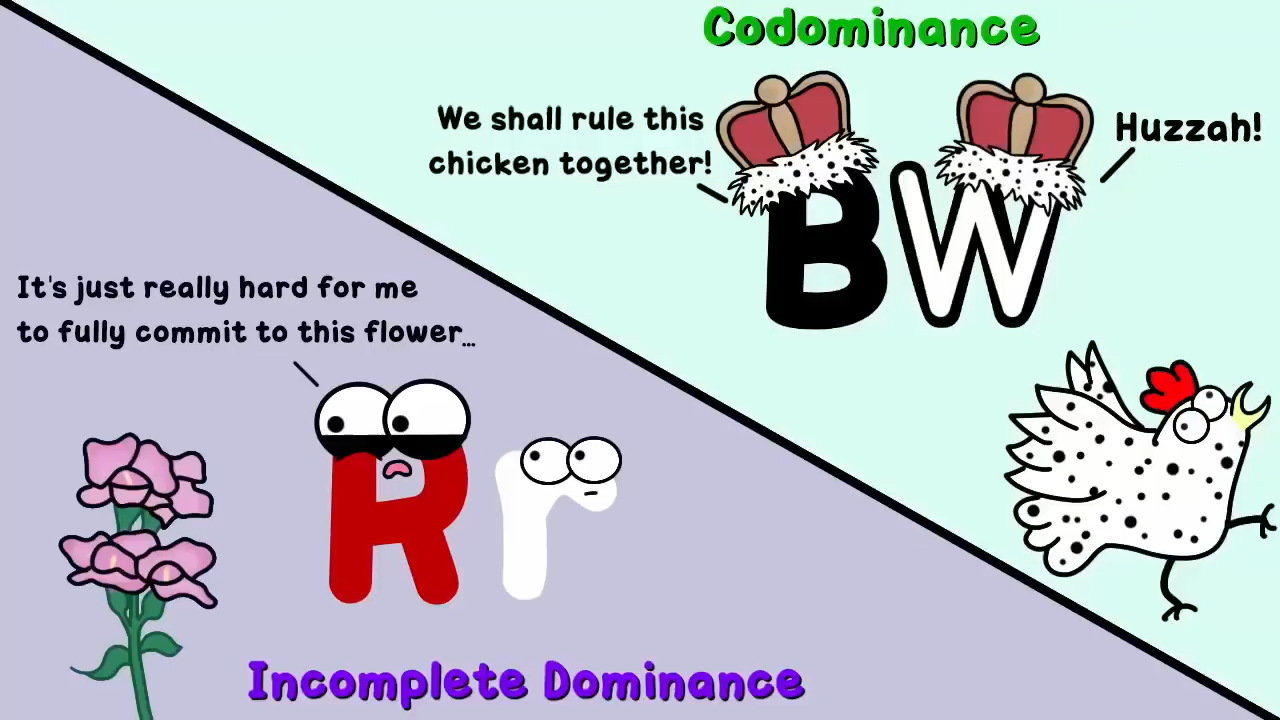 Codominance
We shall rule this
chicken together!
Huzzah!
BW
It's just really hard for me
to fully commit to this flower...
Rr
Incomplete Dominance